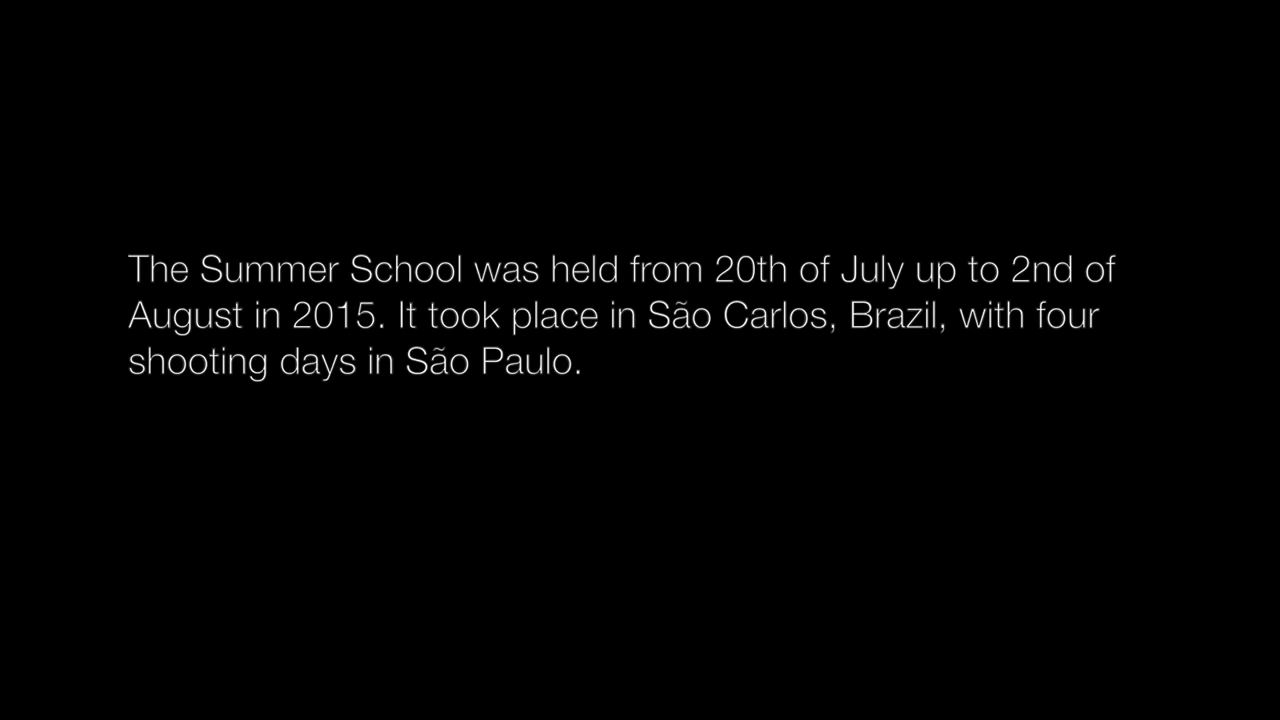 The Summer School was held from 20th of July up to 2nd of
August in 2015. It took place in São Carlos, Brazil, with four
shooting days in São Paulo.